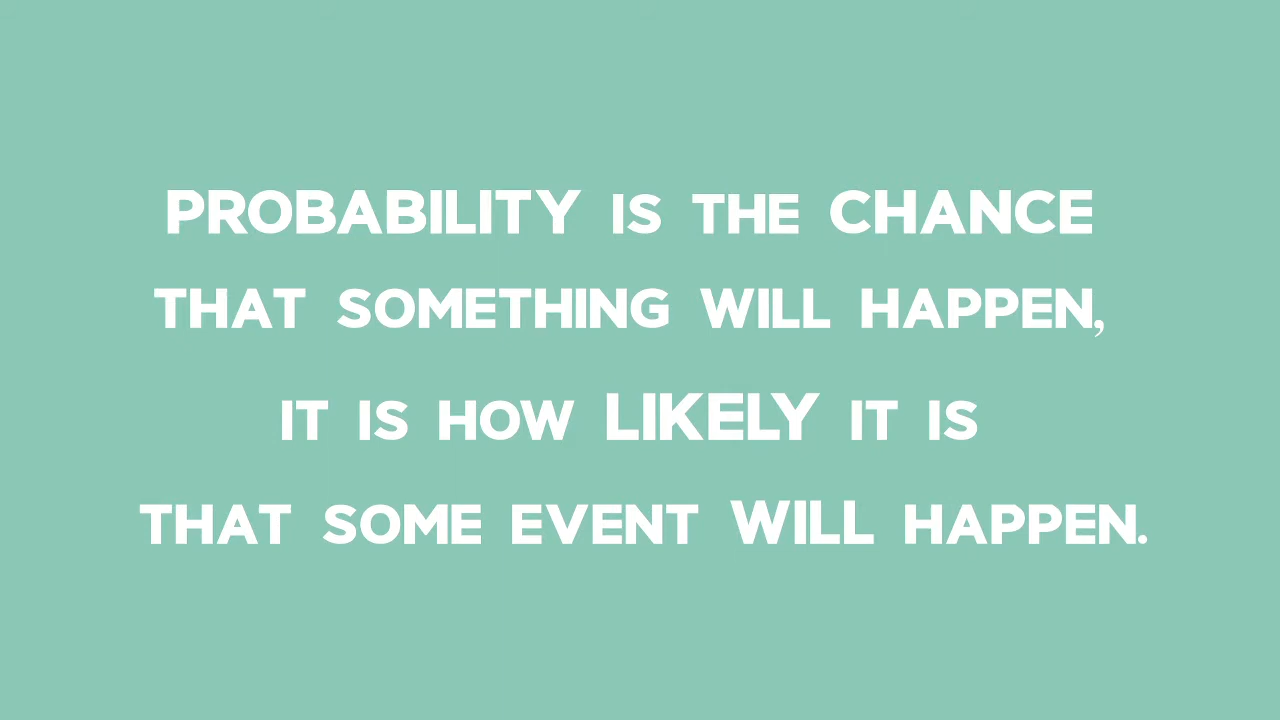 PROBABILITY IS THE CHANCE
THAT SOMETHING WILL HAPPEN,
IT IS HOW LIKELY IT IS
THAT SOME EVENT WILL HAPPEN.